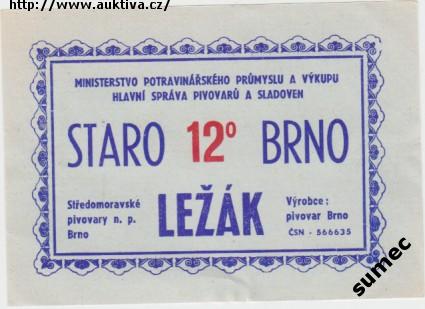 http://www.auktiva.cz/
MINISTERSTVO POTRAVINÁŘSKÉHO PRŮMYSLU A VÝKUPU
HLAVNÍ SPRÁVA PIVOVARŮ A SLADOVEN
STARO 12° BRNO
Středomoravské
pivovary n. p.
Brno
LEŽÁK
Výrobce:
pivovar Brno
ČSN - 566635
sumec